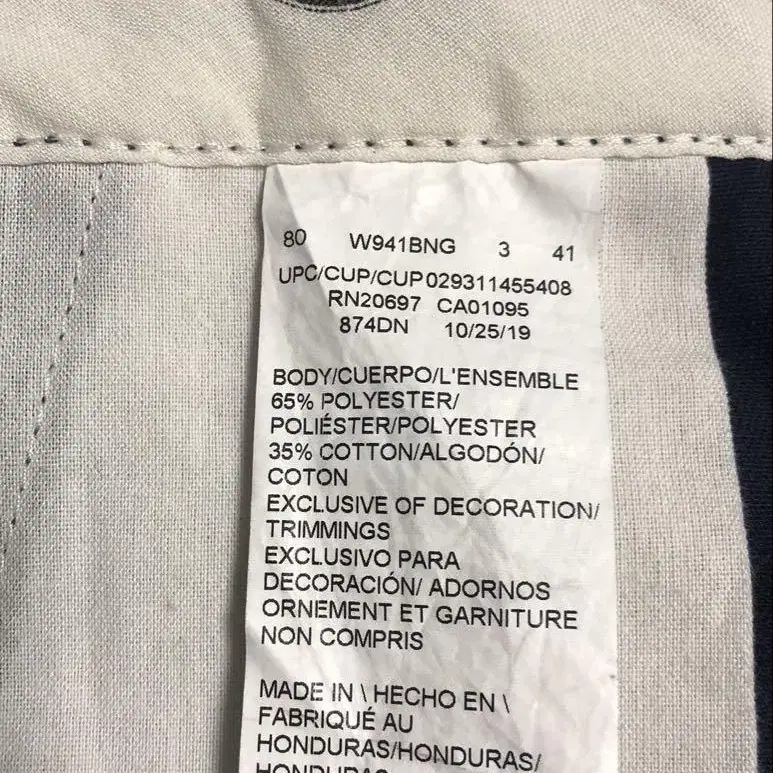 80 W941BNG 3 41
UPC/CUP/CUP029311455408
RN20697 CA01095
874DN 10/25/19
BODY/CUERPO/L'ENSEMBLE
65% POLYESTER/
POLIÉSTER/POLYESTER
35% COTTON/ALGODÓN/
COTON
EXCLUSIVE OF DECORATION/
TRIMMINGS
EXCLUSIVO PARA
DECORACIÓN/ ADORNOS
ORNEMENT ET GARNITURE
NON COMPRIS
MADE IN \ HECHO EN \
FABRIQUÉ AU
HONDURAS/HONDURAS/
HONDURAS